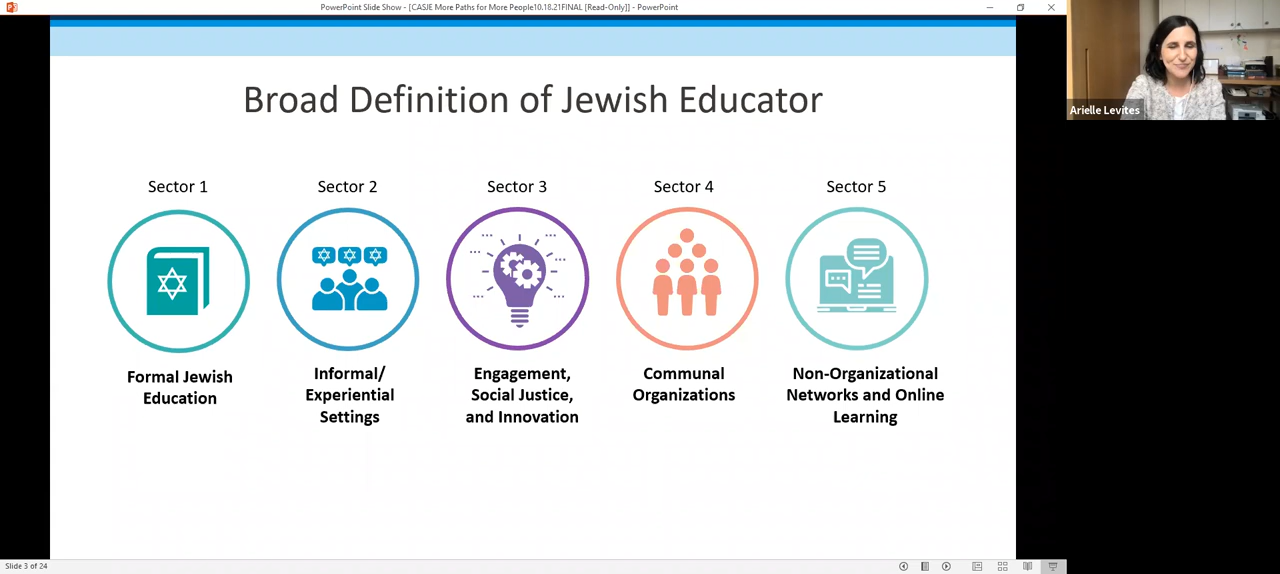 PowerPoint Slide Show - [CASJE More Paths for More People10.18.21FINAL [Read-Only]] - PowerPoint
Arielle Levites
Broad Definition of Jewish Educator
Sector 1
Sector 2
Sector 3
Sector 4
Sector 5
Formal Jewish
Education
Informal/
Experiential
Settings
Engagement,
Social Justice,
and Innovation
Communal
Organizations
Non-Organizational
Networks and Online
Learning
Slide 3 of 24